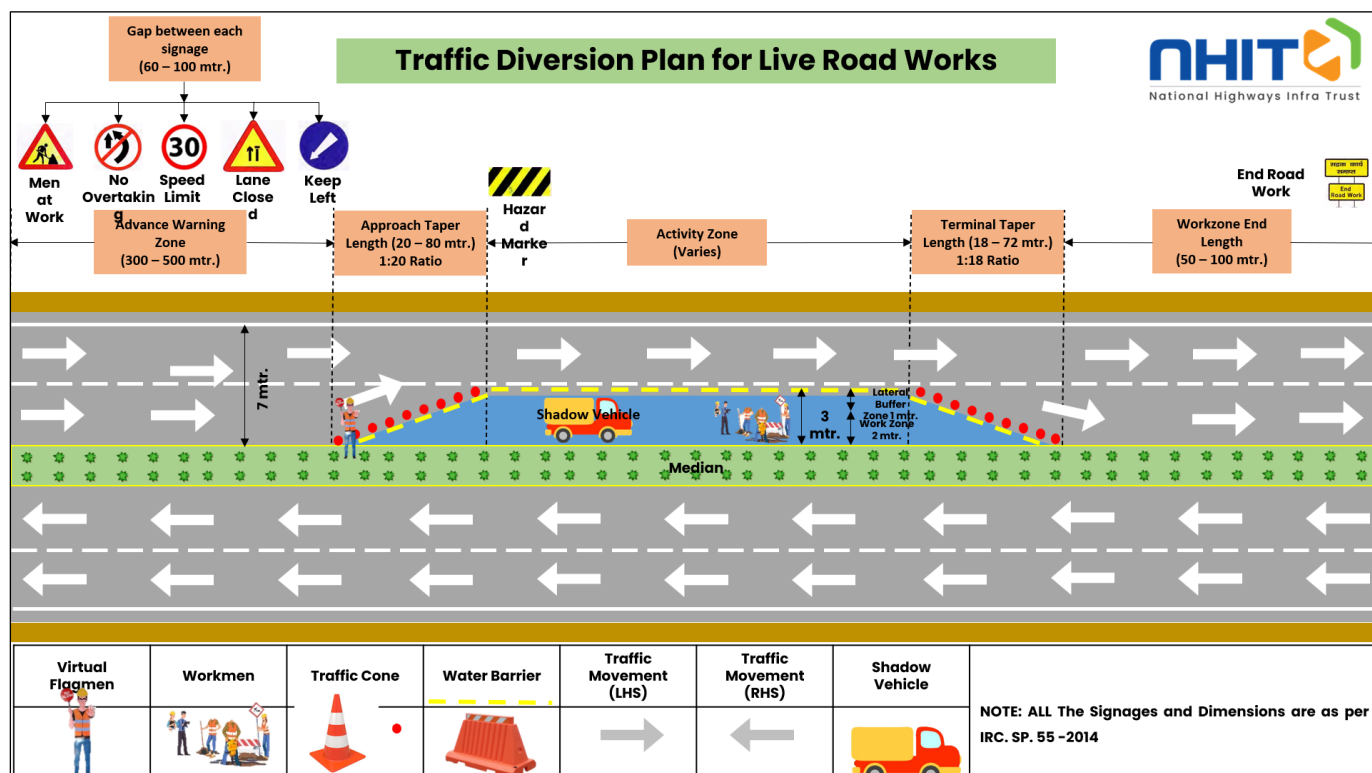 Gap between each
signage
(60 – 100 mtr.)
Traffic Diversion Plan for Live Road Works
NHIT
National Highways Infra Trust
30
Men
at
Work
No
Overtakin
g
Speed
Limit
Lane
Close
d
Keep
Left
Hazar
d
Marke
r
End Road
Work
सड़क कार्य
समाप्त
End
Road Work
Advance Warning
Zone
(300 – 500 mtr.)
Approach Taper
Length (20 – 80 mtr.)
1:20 Ratio
Activity Zone
(Varies)
Terminal Taper
Length (18 – 72 mtr.)
1:18 Ratio
Workzone End
Length
(50 – 100 mtr.)
7 mtr.
Shadow Vehicle
3
mtr.
Lateral
Buffer
Zone 1 mtr.
Work Zone
2 mtr.
Median
Virtual
Flagmen
Workmen
Traffic Cone
Water Barrier
Traffic
Movement
(LHS)
Traffic
Movement
(RHS)
Shadow
Vehicle
NOTE: ALL The Signages and Dimensions are as per
IRC. SP. 55 -2014